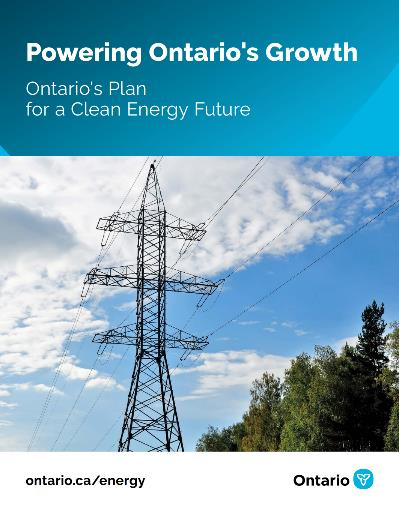 Powering Ontario's Growth
Ontario's Plan
for a Clean Energy Future
ontario.ca/energy
Ontario